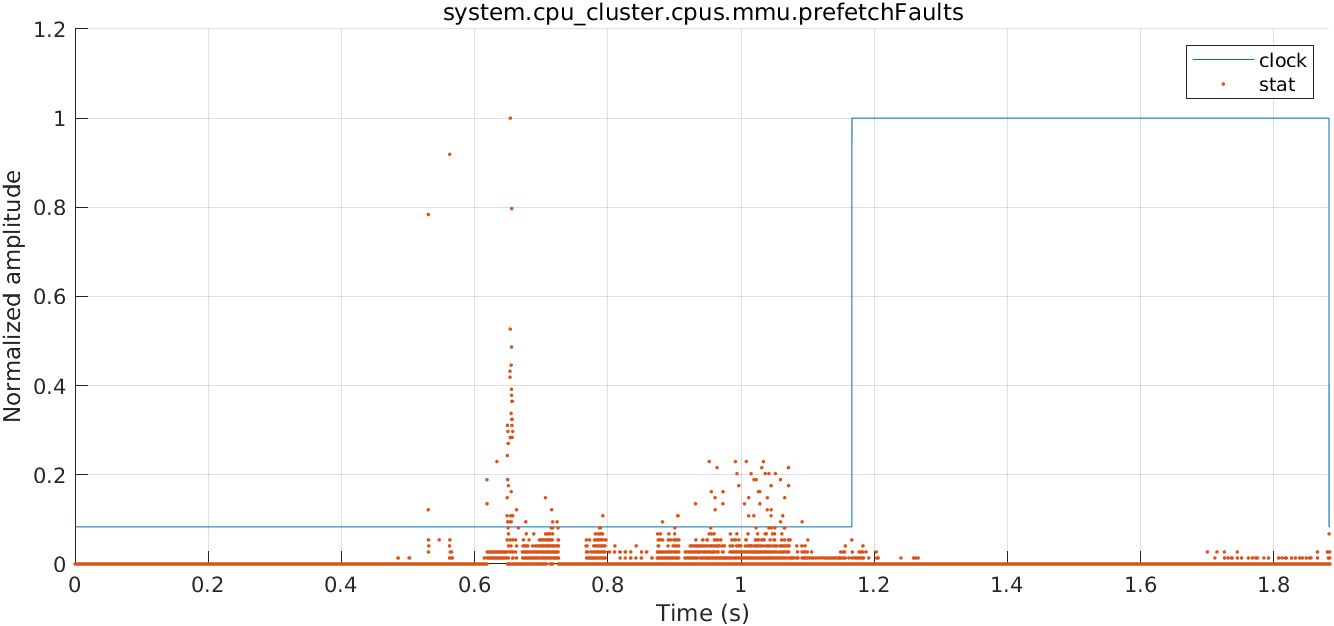 system.cpu_cluster.cpus.mmu.prefetchFaults
1.2
1
0.8
0.6
0.4
0.2
0
Normalized amplitude
clock
stat
0 0.2 0.4 0.6 0.8 1 1.2 1.4 1.6 1.8
Time (s)